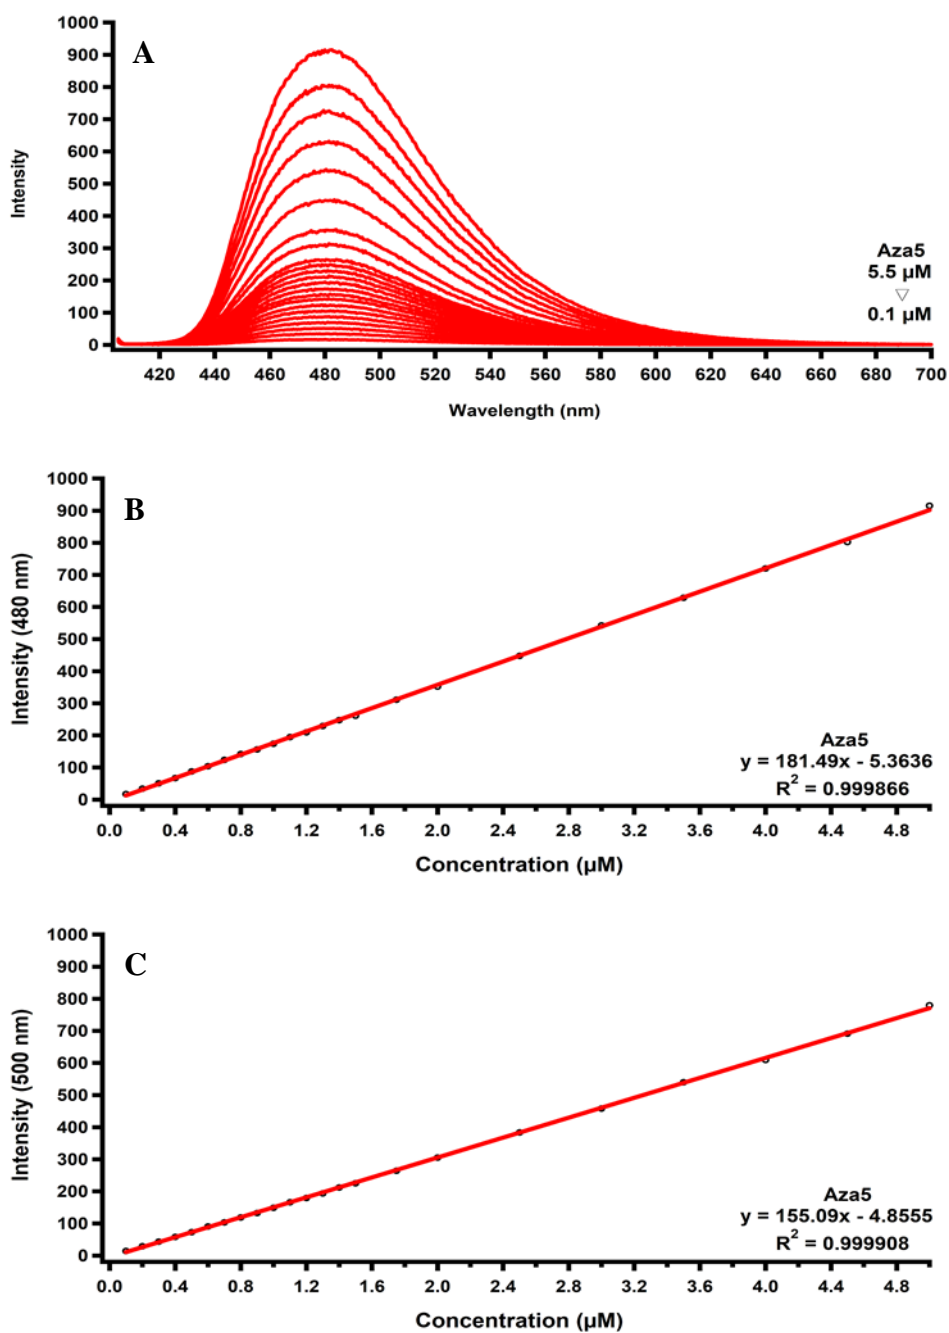 A
1000
900
800
700
600
500
400
300
200
100
0
Intensity
Aza5
5.5 µM
▽
0.1 µM
420 440 460 480 500 520 540 560 580 600 620 640 660 680 700
Wavelength (nm)
B
1000
900
800
700
600
500
400
300
200
100
0
Intensity (480 nm)
Aza5
y = 181.49x - 5.3636
R² = 0.999866
0.0 0.4 0.8 1.2 1.6 2.0 2.4 2.8 3.2 3.6 4.0 4.4 4.8
Concentration (µM)
C
1000
900
800
700
600
500
400
300
200
100
0
Intensity (500 nm)
Aza5
y = 155.09x - 4.8555
R² = 0.999908
0.0 0.4 0.8 1.2 1.6 2.0 2.4 2.8 3.2 3.6 4.0 4.4 4.8
Concentration (µM)